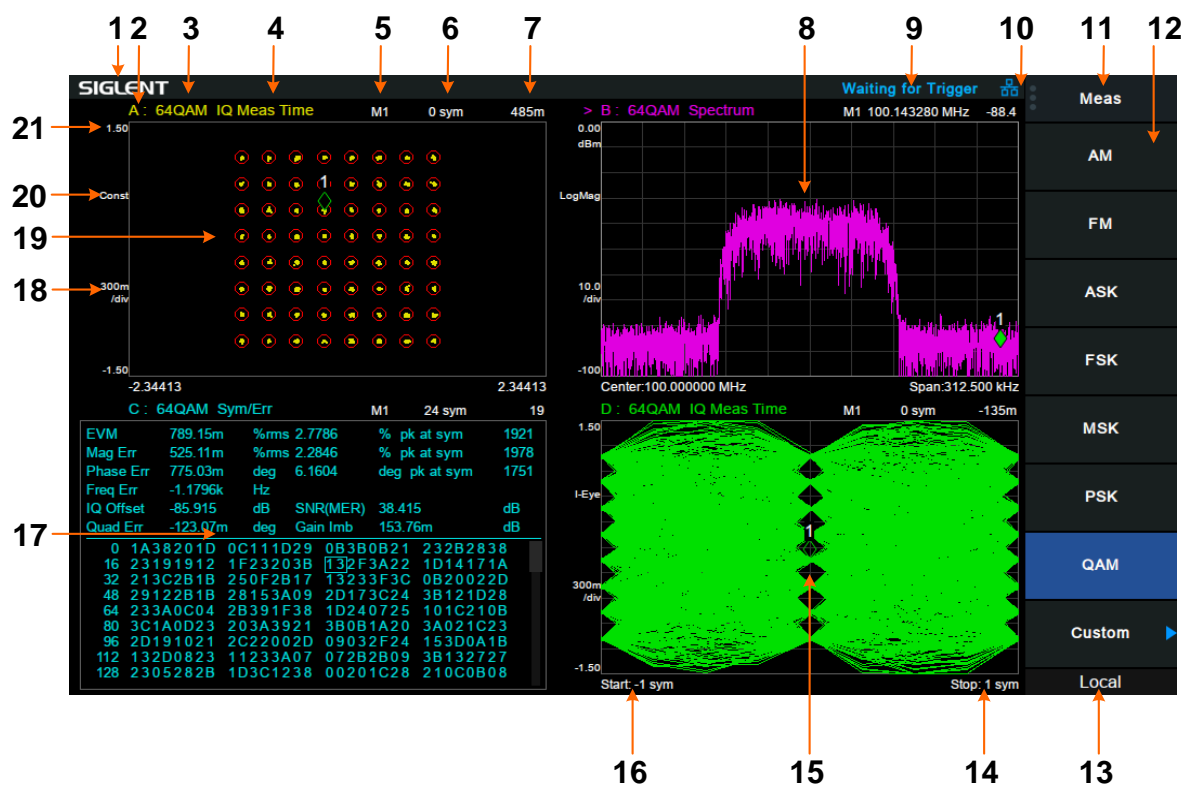 1 2 3 4 5 6 7 8 9 10 11 12
SIGLENT
Waiting for Trigger
Meas
A : 64QAM IQ Meas Time M1 0 sym 485m
21
1.50
20
Const
1
19
18
300m
/div
-1.50
-2.34413 2.34413
> B : 64QAM Spectrum M1 100.143280 MHz -88.4
0.00
dBm
LogMag
10.0
/div
1
-100
Center:100.000000 MHz Span:312.500 kHz
C : 64QAM Sym/Err M1 24 sym 19
EVM 789.15m %rms 2.7786 % pk at sym 1921
Mag Err 525.11m %rms 2.2846 % pk at sym 1978
Phase Err 775.03m deg 6.1604 deg pk at sym 1751
Freq Err -1.1796k Hz
IQ Offset -85.915 dB SNR(MER) 38.415 dB
Quad Err -123.07m deg Gain Imb 153.76m dB
17
0 1A38201D 0C111D29 0B3B0B21 232B2838
16 23191912 1F23203B 132F3A22 1D14171A
32 213C2B1B 250F2B17 13233F3C 0B20022D
48 29122B1B 28153A09 2D173C24 3B121D28
64 233A0C04 2B391F38 1D240725 101C210B
80 3C1A0D23 203A3921 3B0B1A20 3A021C23
96 2D191021 2C22002D 09032F24 153D0A1B
112 132D0823 11233A07 072B2B09 3B132727
128 2305282B 1D3C1238 00201C28 210C0B08
D : 64QAM IQ Meas Time M1 0 sym -135m
1.50
I-Eye
1
300m
/div
-1.50
Start: -1 sym Stop: 1 sym
AM
FM
ASK
FSK
MSK
PSK
QAM
Custom
Local
16 15 14 13